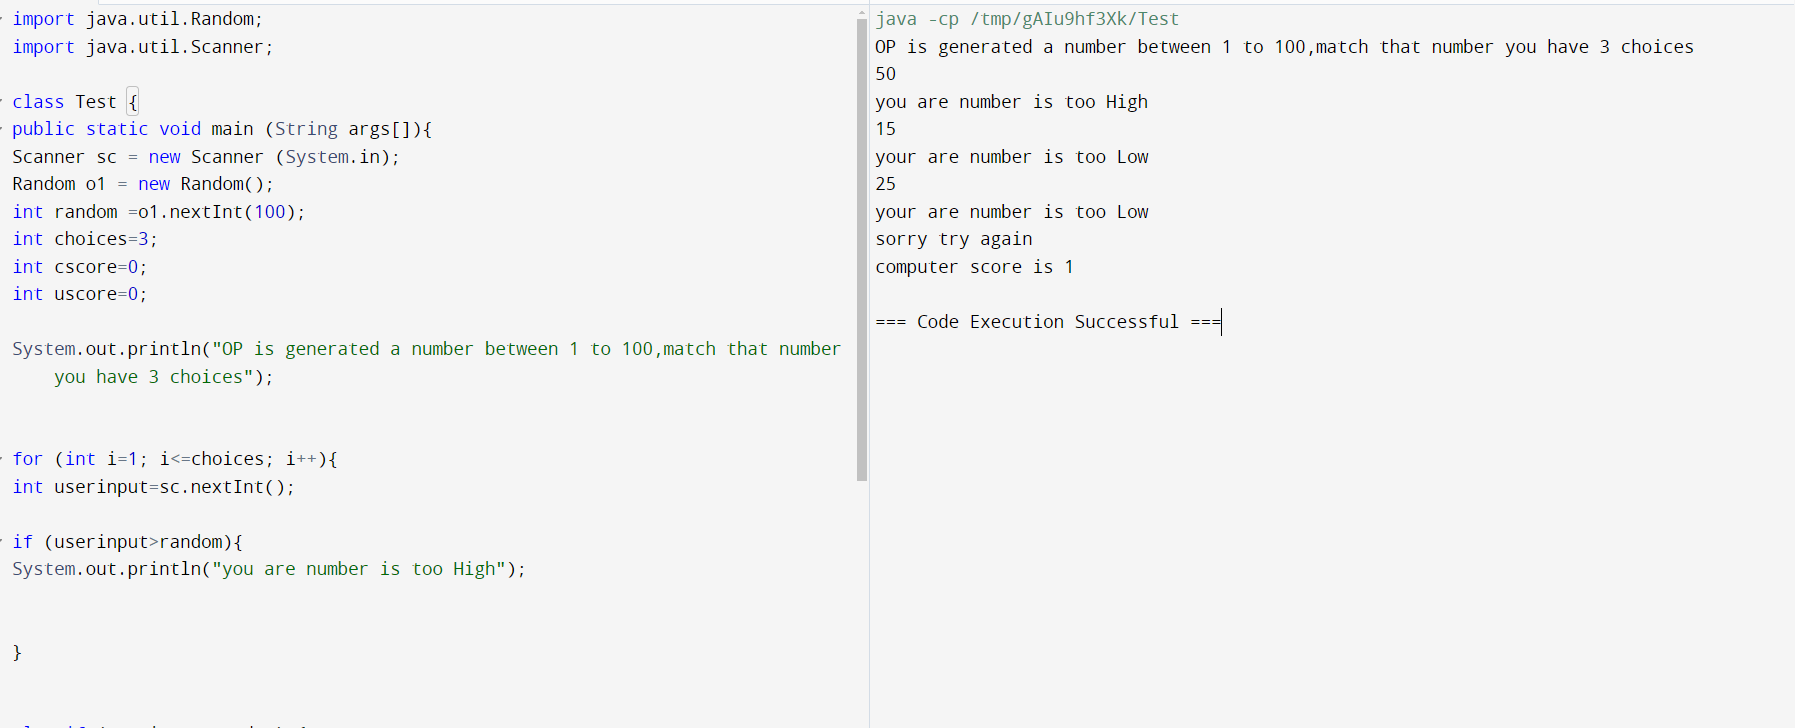 import java.util.Random;
import java.util.Scanner;
class Test {
public static void main (String args[]){
Scanner sc = new Scanner (System.in);
Random o1 = new Random();
int random =o1.nextInt(100);
int choices=3;
int cscore=0;
int uscore=0;
System.out.println("OP is generated a number between 1 to 100,match that number
you have 3 choices");
for (int i=1; i<=choices; i++){
int userinput=sc.nextInt();
if (userinput>random){
System.out.println("you are number is too High");
}
java -cp /tmp/gAIu9hf3Xk/Test
OP is generated a number between 1 to 100,match that number you have 3 choices
50
you are number is too High
15
your are number is too Low
25
your are number is too Low
sorry try again
computer score is 1
=== Code Execution Successful ===